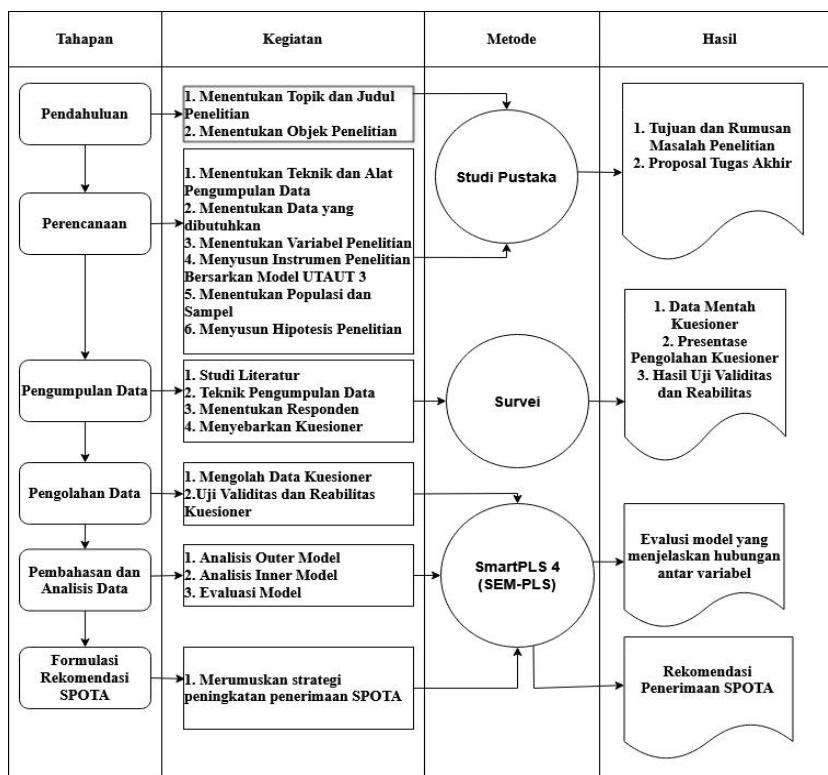 Tahapan
Kegiatan
Metode
Hasil
Pendahuluan
1. Menentukan Topik dan Judul
Penelitian
2. Menentukan Objek Penelitian
Studi Pustaka
1. Tujuan dan Rumusan
Masalah Penelitian
2. Proposal Tugas Akhir
Perencanaan
1. Menentukan Teknik dan Alat
Pengumpulan Data
2. Menentukan Data yang
dibutuhkan
3. Menentukan Variabel Penelitian
4. Menyusun Instrumen Penelitian
Bersarkan Model UTAUT 3
5. Menentukan Populasi dan
Sampel
6. Menyusun Hipotesis Penelitian
Pengumpulan Data
1. Studi Literatur
2. Teknik Pengumpulan Data
3. Menentukan Responden
4. Menyebarkan Kuesioner
Survei
1. Data Mentah
Kuesioner
2. Presentase
Pengolahan Kuesioner
3. Hasil Uji Validitas
dan Reabilitas
Pengolahan Data
1. Mengolah Data Kuesioner
2.Uji Validitas dan Reabilitas
Kuesioner
SmartPLS 4
(SEM-PLS)
Evalusi model yang
menjelaskan hubungan
antar variabel
Pembahasan dan
Analisis Data
1. Analisis Outer Model
2. Analisis Inner Model
3. Evaluasi Model
Formulasi
Rekomendasi
SPOTA
1. Merumuskan strategi
peningkatan penerimaan SPOTA
Rekomendasi
Penerimaan SPOTA